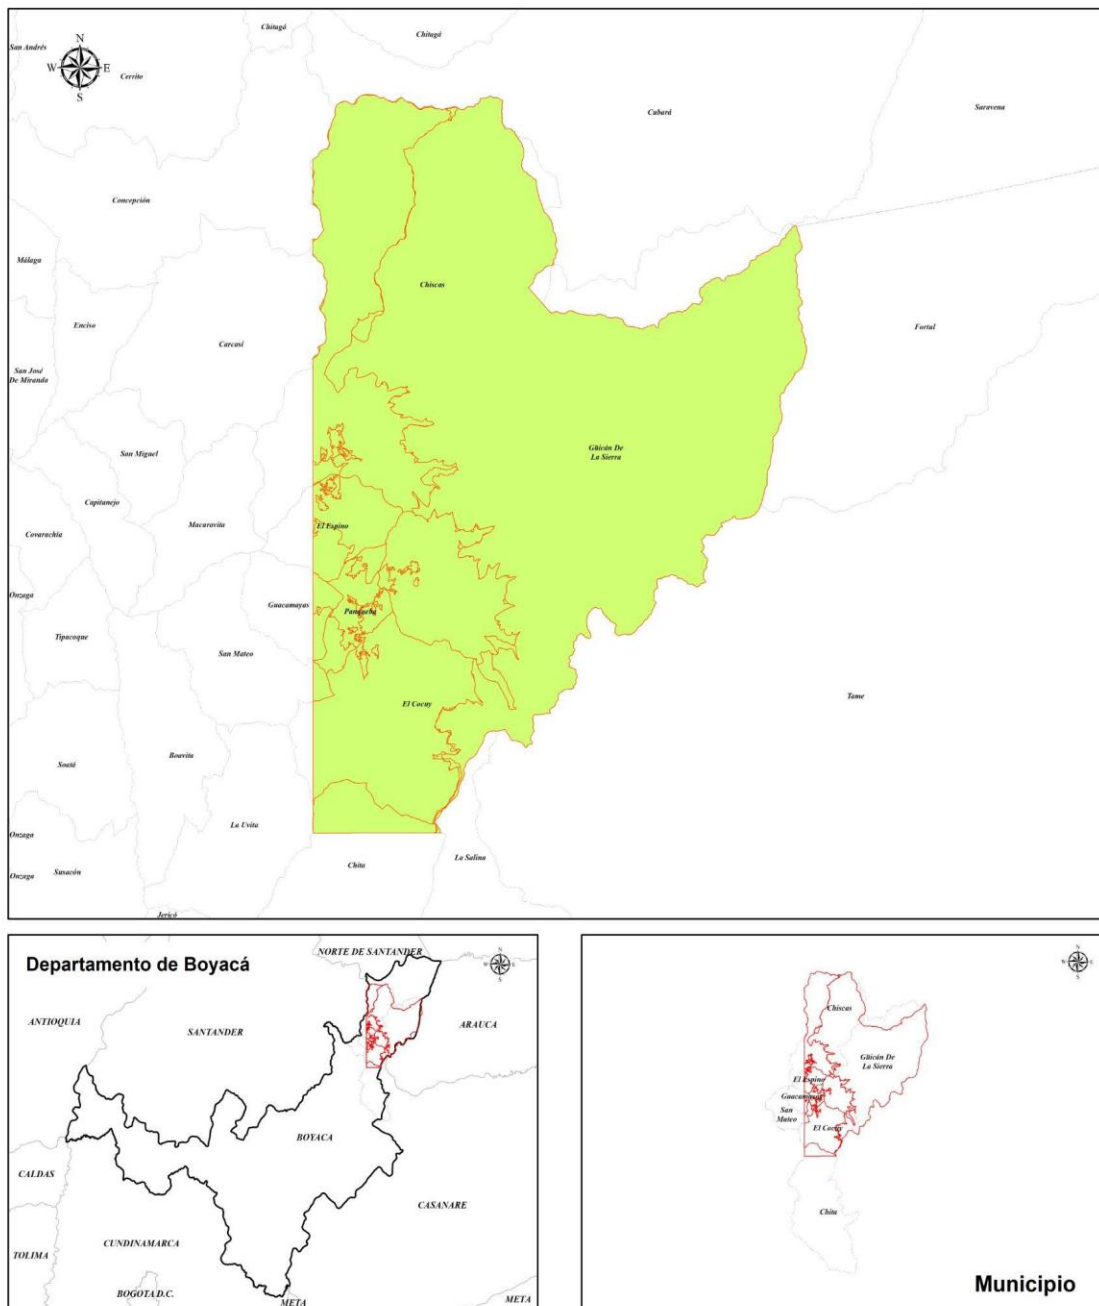 Chitagá
Chitagá
San Andrés
N
W
E
S
Cerrito
Cubará
Saravena
Concepción
Málaga
Chiscas
Enciso
Fortul
Carcasí
San José
De Miranda
Güicán De
La Sierra
San Miguel
Capitanejo
El Espino
Macaravita
Covarachía
Onzaga
Guacamayas
Panqueba
Tipacoque
San Mateo
Tame
El Cocuy
Boavita
Soatá
La Uvita
Onzaga
La Salina
Chita
Onzaga
Susacón
Jericó
Departamento de Boyacá
NORTE DE SANTANDER
N
W
E
S
ANTIOQUIA
SANTANDER
ARAUCA
BOYACA
CALDAS
CASANARE
CUNDINAMARCA
TOLIMA
BOGOTA D.C.
META
META
N
W
E
S
Chiscas
Güicán De
La Sierra
El Espino
Guacamayas
San
Mateo
El Cocuy
Chita
Municipio